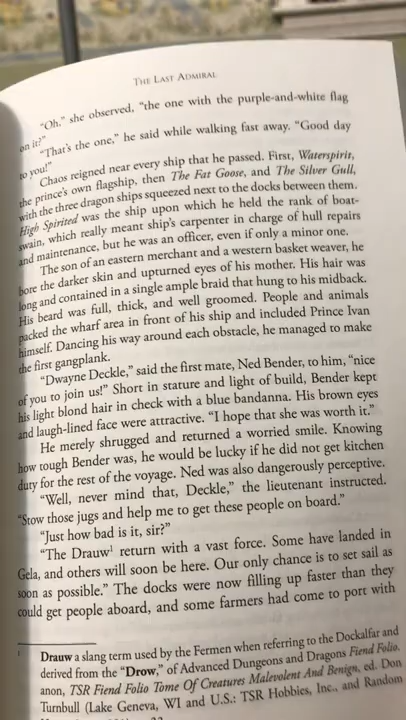 THE LAST ADMIRAL
"Oh," she observed, "the one with the purple-and-white flag
on it?"
"That's the one," he said while walking fast away. "Good day
to you!"
Chaos reigned near every ship that he passed. First, Waterspirit,
the prince's own flagship, then The Fat Goose, and The Silver Gull,
with the three dragon ships squeezed next to the docks between them.
High Spirited was the ship upon which he held the rank of boat-
swain, which really meant ship's carpenter in charge of hull repairs
and maintenance, but he was an officer, even if only a minor one.
The son of an eastern merchant and a western basket weaver, he
bore the darker skin and upturned eyes of his mother. His hair was
long and contained in a single ample braid that hung to his midback.
His beard was full, thick, and well groomed. People and animals
packed the wharf area in front of his ship and included Prince Ivan
himself. Dancing his way around each obstacle, he managed to make
the first gangplank.
"Dwayne Deckle," said the first mate, Ned Bender, to him, "nice
of you to join us!" Short in stature and light of build, Bender kept
his light blond hair in check with a blue bandanna. His brown eyes
and laugh-lined face were attractive. "I hope that she was worth it."
He merely shrugged and returned a worried smile. Knowing
how tough Bender was, he would be lucky if he did not get kitchen
duty for the rest of the voyage. Ned was also dangerously perceptive.
"Well, never mind that, Deckle," the lieutenant instructed.
"Stow those jugs and help me to get these people on board."
"Just how bad is it, sir?"
"The Drauw¹ return with a vast force. Some have landed in
Gela, and others will soon be here. Our only chance is to set sail as
soon as possible." The docks were now filling up faster than they
could get people aboard, and some farmers had come to port with
¹ Drauw a slang term used by the Fermen when referring to the Dockalfar and
derived from the "Drow," of Advanced Dungeons and Dragons Fiend Folio.
anon, TSR Fiend Folio Tome Of Creatures Malevolent And Benign, ed. Don
Turnbull (Lake Geneva, WI and U.S.: TSR Hobbies, Inc., and Random